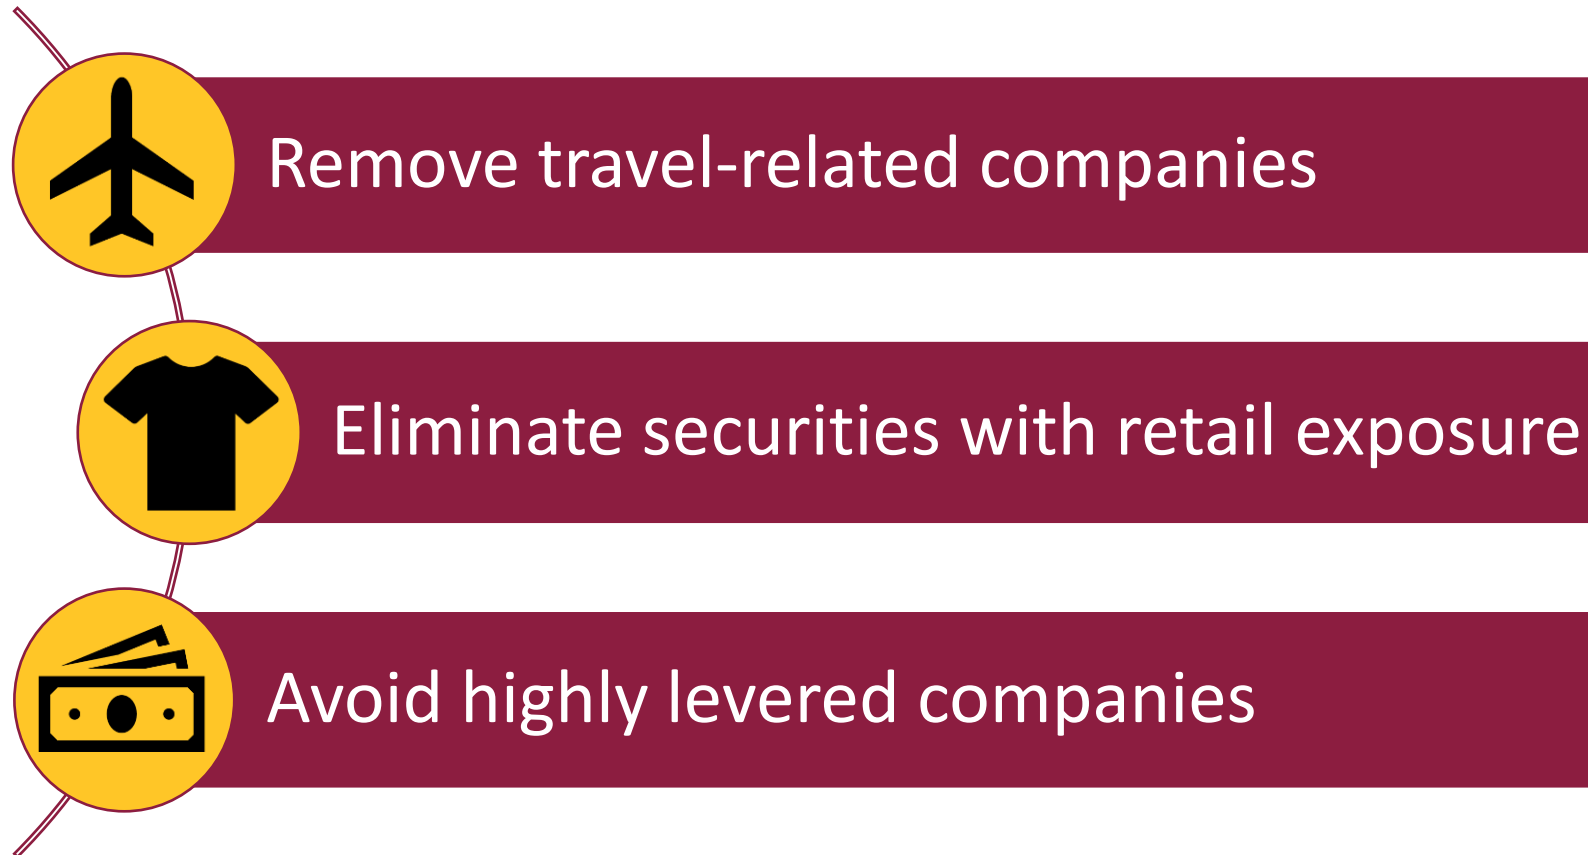 Remove travel-related companies
Eliminate securities with retail exposure
Avoid highly levered companies